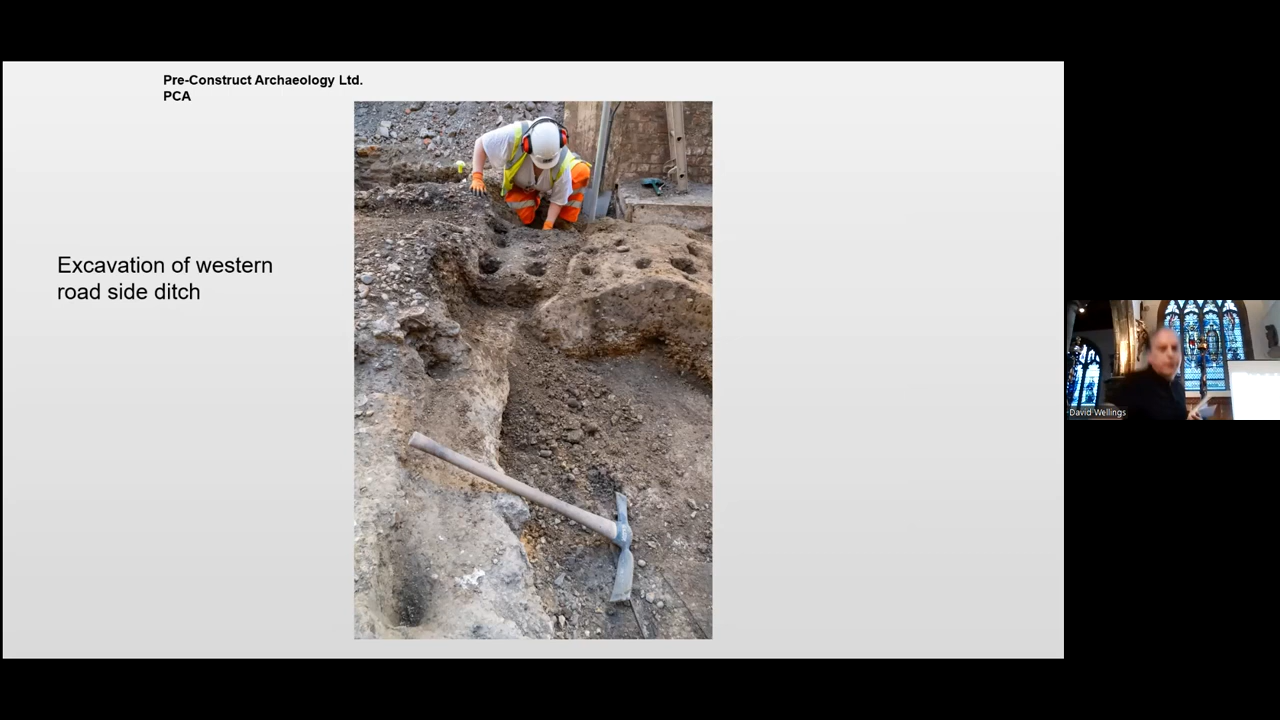 Pre-Construct Archaeology Ltd.
PCA
Excavation of western
road side ditch
David Wellings